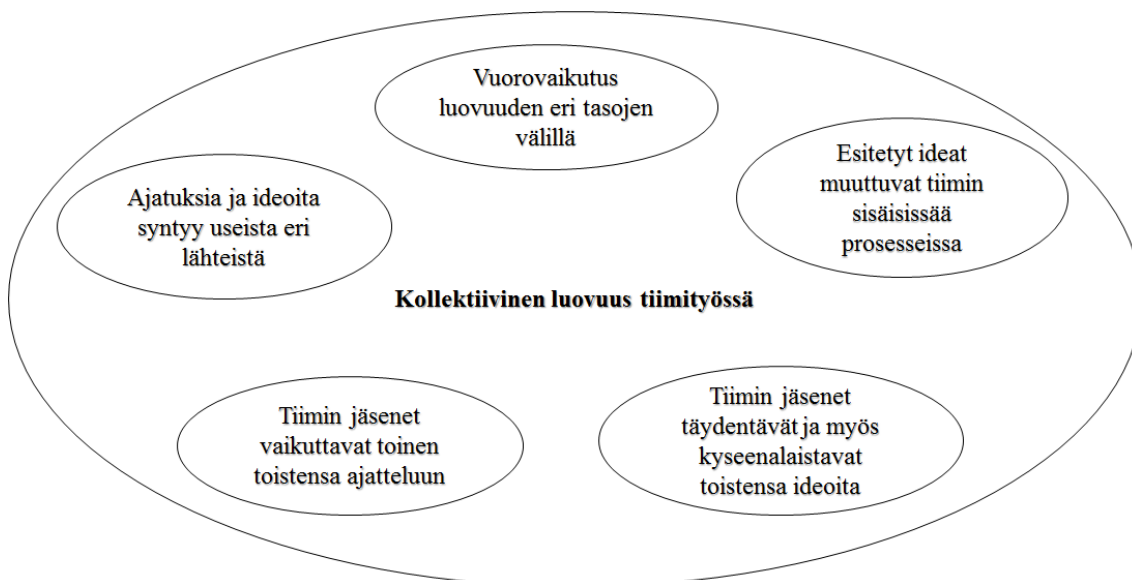 Vuorovaikutus
luovuuden eri tasojen
välillä
Esitetyt ideat
muuttuvat tiimin
sisäisissää
prosesseissa
Ajatuksia ja ideoita
syntyy useista eri
lähteistä
Kollektiivinen luovuus tiimityössä
Tiimin jäsenet
vaikuttavat toinen
toistensa ajatteluun
Tiimin jäsenet
täydentävät ja myös
kyseenalaistavat
toistensa ideoita